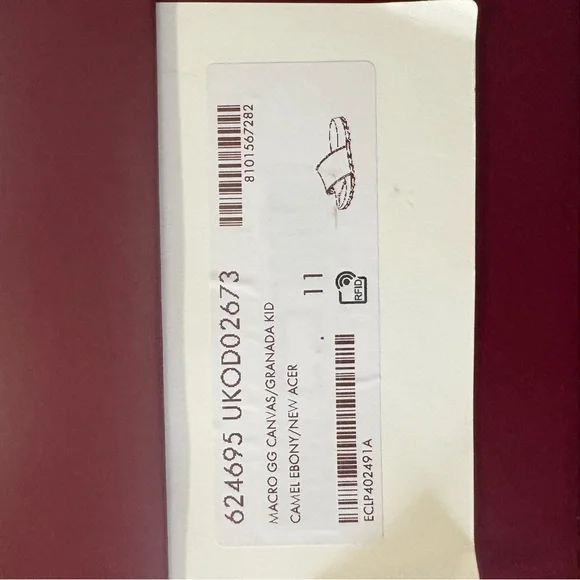 624695 UKOD02673
8101567282
MACRO GG CANVAS/GRANADA KID
CAMEL EBONY/NEW ACER
11
RFID
ECLP402491A